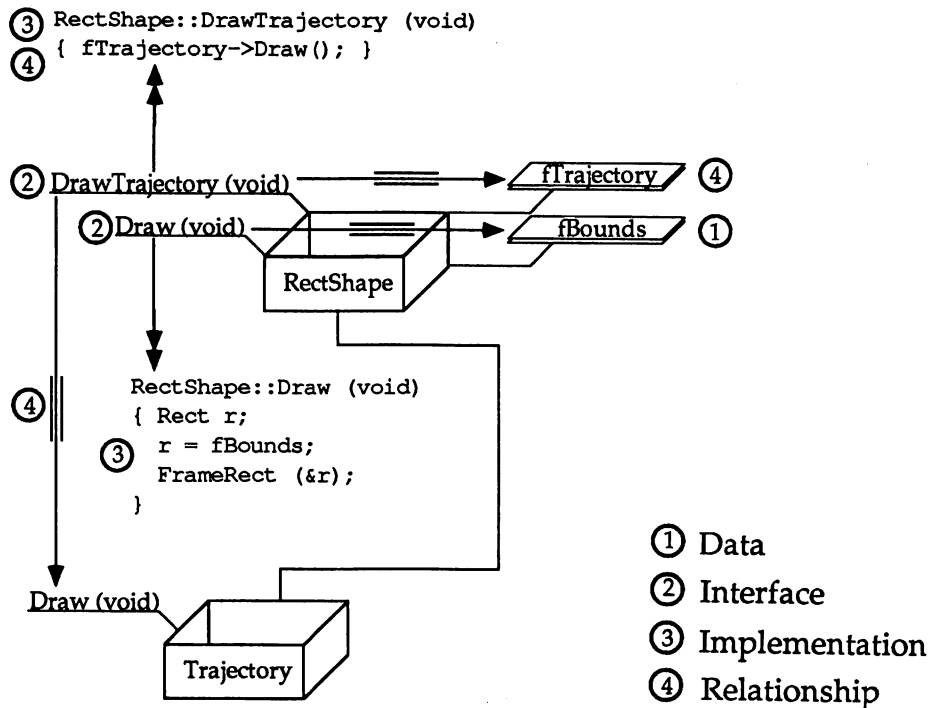 3 RectShape::DrawTrajectory (void)
4 { fTrajectory->Draw(); }
2 DrawTrajectory (void)
fTrajectory 4
2 Draw (void)
fBounds 1
RectShape
RectShape::Draw (void)
{ Rect r;
4
3 r = fBounds;
FrameRect (&r);
}
Draw (void)
Trajectory
1 Data
2 Interface
3 Implementation
4 Relationship